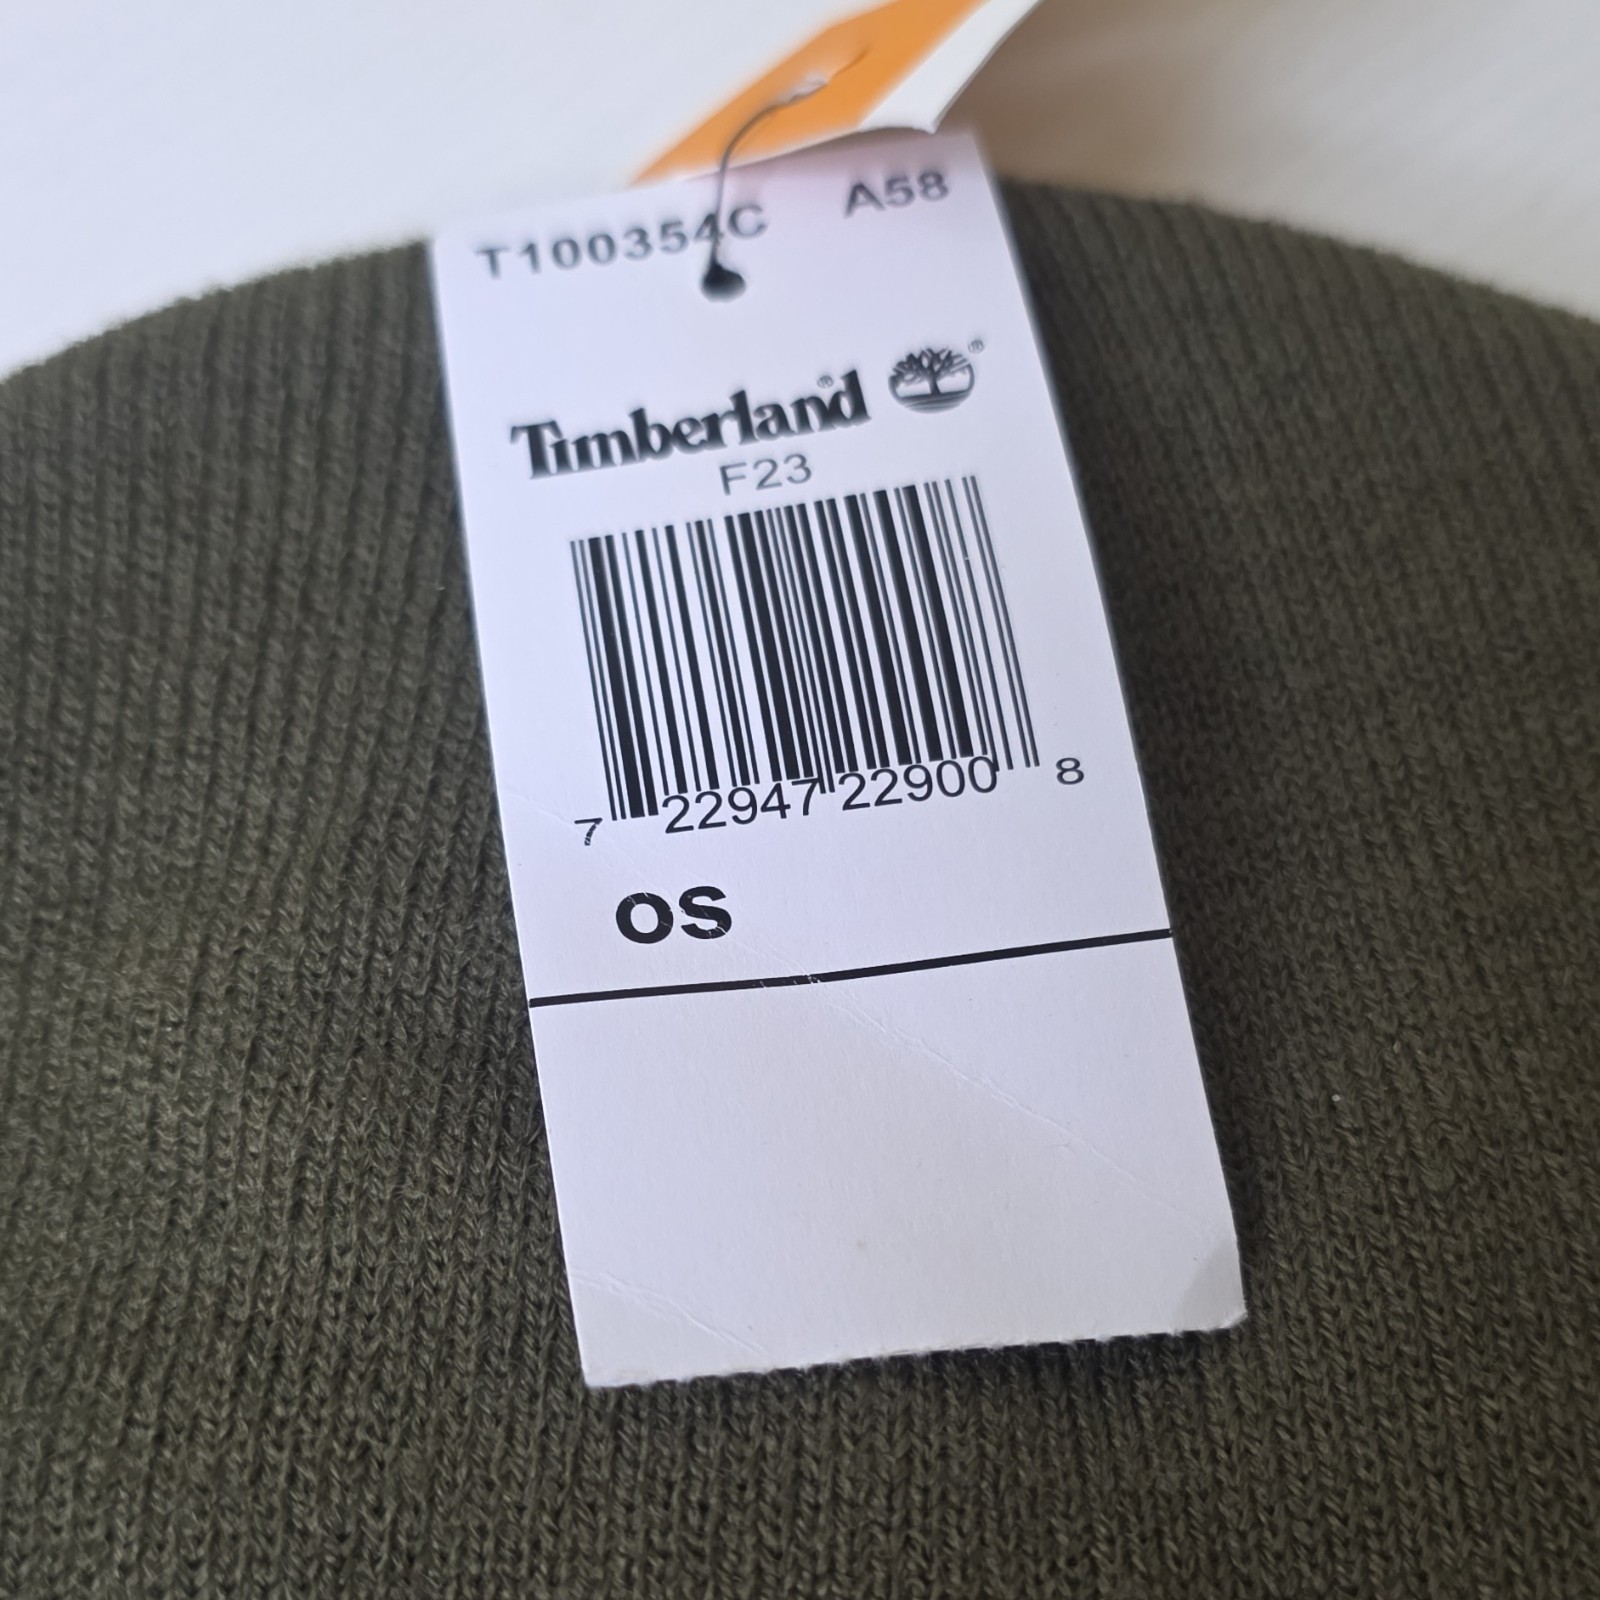 T100354C A58
Timberland®
®
F23
7 22947 22900 8
OS